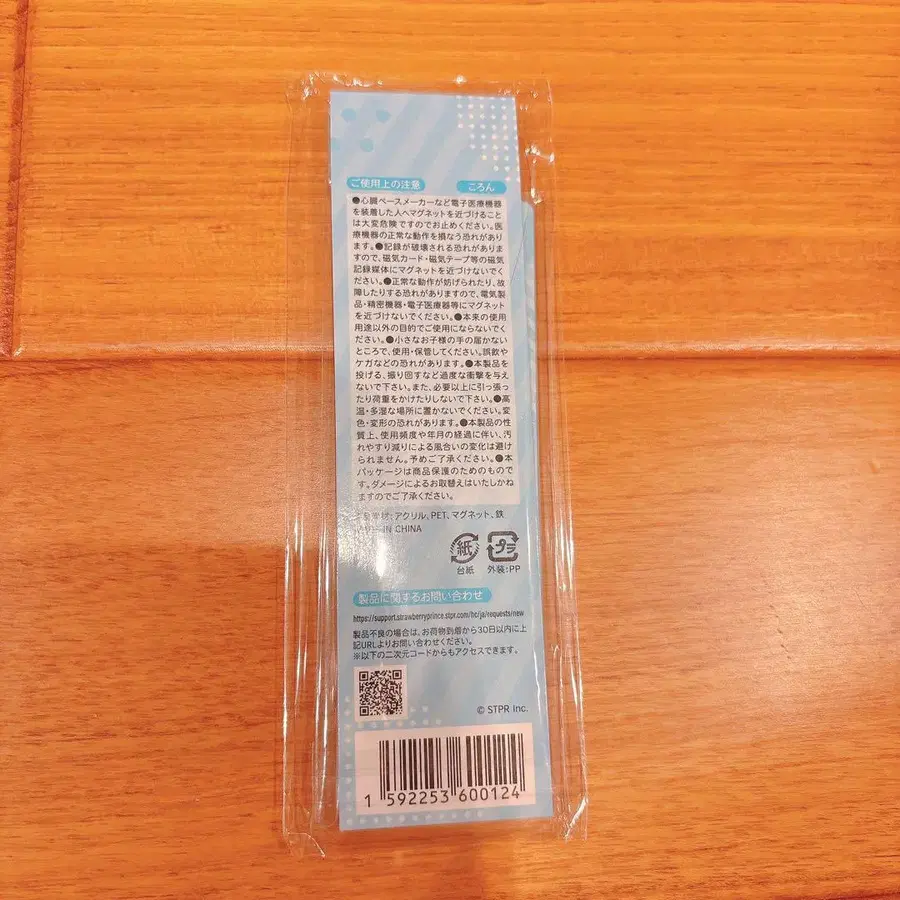 ご使用上の注意
ころん
●心臓ペースメーカーなど電子医療機器
を装着した人へマグネットを近づけること
は大変危険ですのでお止めください。医
療機器の正常な動作を損なう恐れがあり
ます。●記録が破壊される恐れがありま
すので、磁気カード・磁気テープ等の磁気
記録媒体にマグネットを近づけないでく
ださい。●正常な動作が妨げられたり、故
障したりする恐れがありますので、電気製
品・精密機器・電子医療器等にマグネット
を近づけないでください。●本来の使用
用途以外の目的でご使用にならないでく
ださい。●小さなお子様の手の届かない
ところで、使用・保管してください。誤飲や
ケガなどの恐れがあります。●本製品を
投げる、振り回すなど過度な衝撃を与え
ないで下さい。また、必要以上に引っ張っ
たり荷重をかけたりしないで下さい。●高
温・多湿な場所に置かないでください。変
色・変形の恐れがあります。●本製品の性
質上、使用頻度や年月の経過に伴い、汚
れやすり減りによる風合いの変化は避け
られません。予めご了承ください。●本
パッケージは商品保護のためのもので
す。ダメージによるお取替えはいたしかね
ますのでご了承ください。
材:アクリル、PET、マグネット、鉄
IN CHINA
紙
台紙
プラ
外装:PP
製品に関するお問い合わせ
https://support.strawberryprince.stpr.com/hc/ja/requests/new
製品不良の場合は、お荷物到着から30日以内に上
記URLよりお問い合わせください。
※以下の二次元コードからもアクセスできます。
© STPR Inc.
1 592253 600124